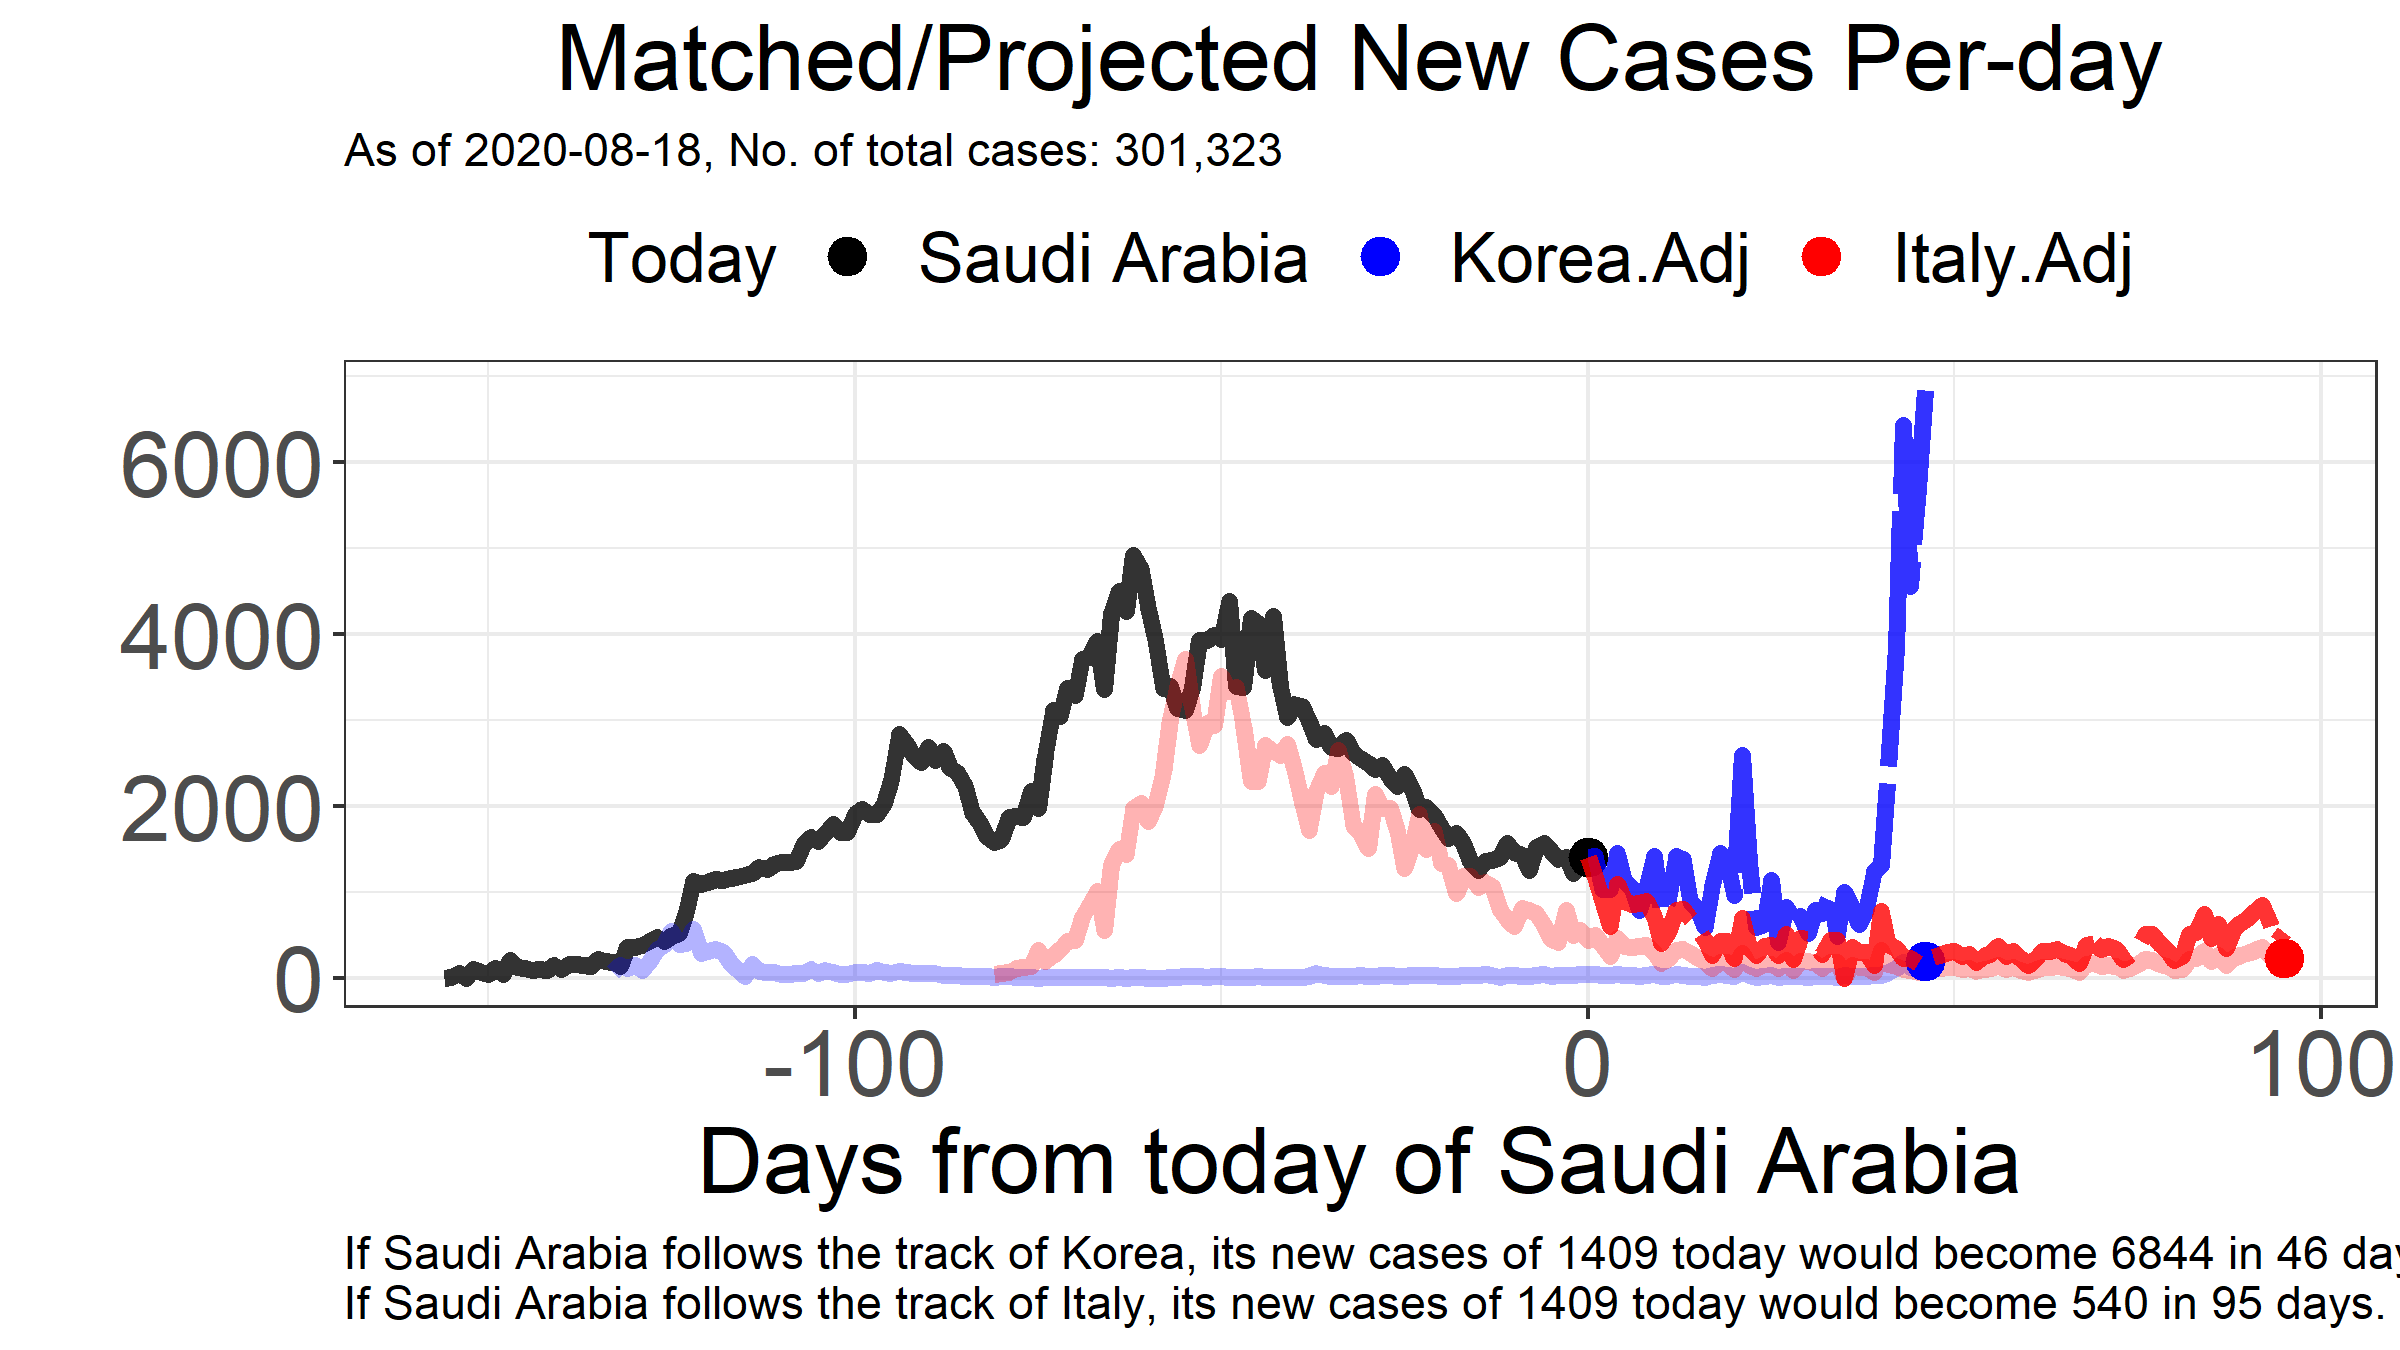 Matched/Projected New Cases Per-day
As of 2020-08-18, No. of total cases: 301,323
Today Saudi Arabia Korea.Adj Italy.Adj
6000
4000
2000
0
-100 0 100
Days from today of Saudi Arabia
If Saudi Arabia follows the track of Korea, its new cases of 1409 today would become 6844 in 46
If Saudi Arabia follows the track of Italy, its new cases of 1409 today would become 540 in 95 days.